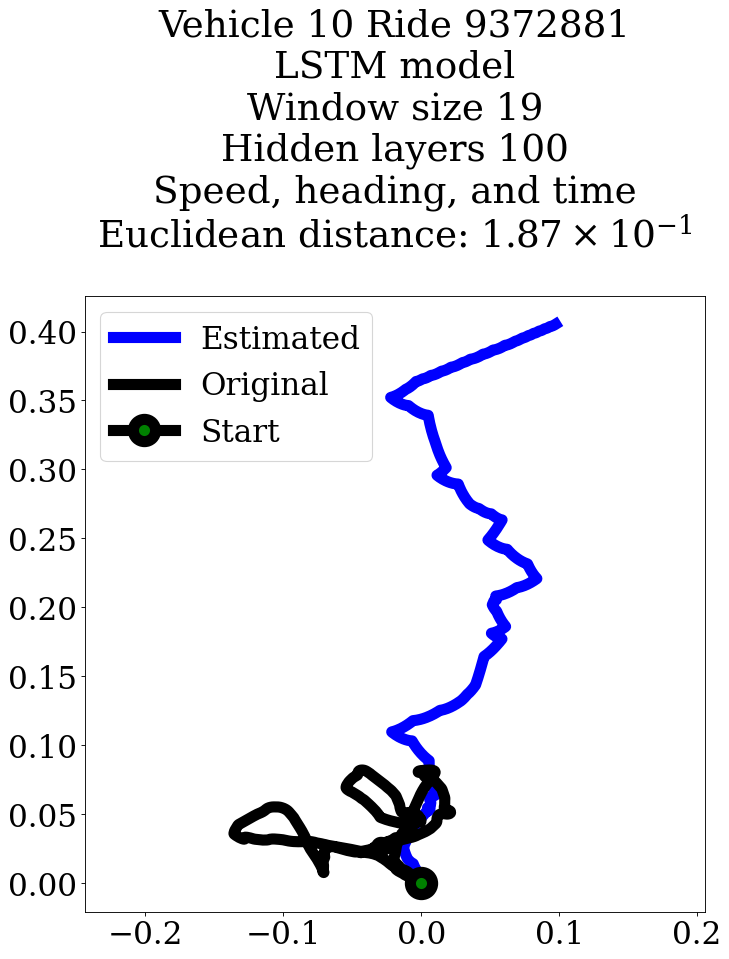 Vehicle 10 Ride 9372881
LSTM model
Window size 19
Hidden layers 100
Speed, heading, and time
Euclidean distance: 1.87 × 10⁻¹
Estimated
Original
Start
0.40
0.35
0.30
0.25
0.20
0.15
0.10
0.05
0.00
−0.2 −0.1 0.0 0.1 0.2